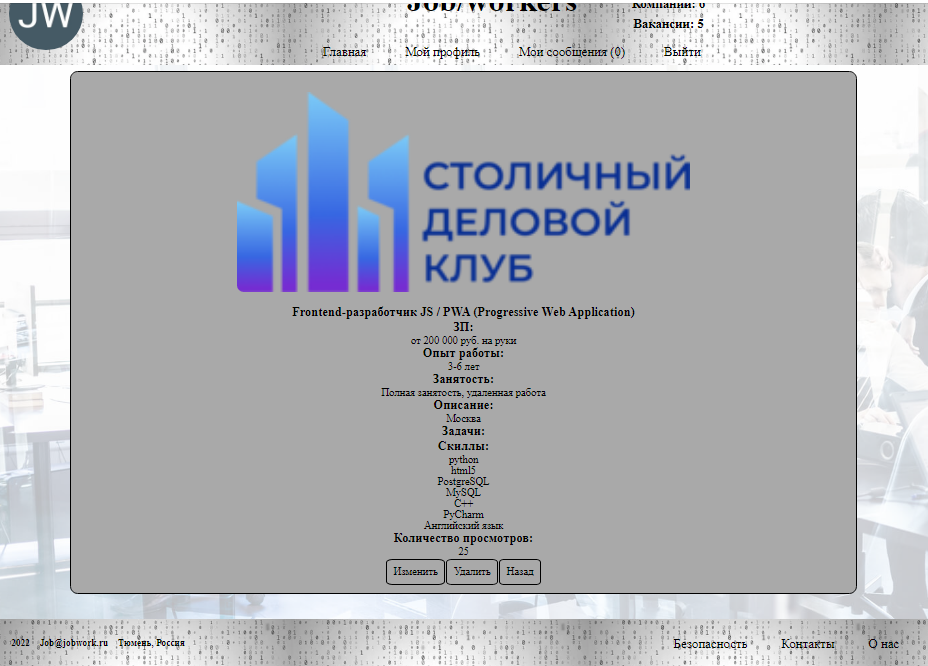 JW
Job/workers
Компании: 6
Вакансии: 5
Главная Мой профиль Мои сообщения (0) Выйти
СТОЛИЧНЫЙ
ДЕЛОВОЙ
КЛУБ
Frontend-разработчик JS / PWA (Progressive Web Application)
ЗП:
от 200 000 руб. на руки
Опыт работы:
3-6 лет
Занятость:
Полная занятость, удаленная работа
Описание:
Москва
Задачи:
Скиллы:
python
html5
PostgreSQL
MySQL
C++
PyCharm
Английский язык
Количество просмотров:
25
Изменить Удалить Назад
2022 Job@jobwork.ru Тюмень, Россия Безопасность Контакты О нас